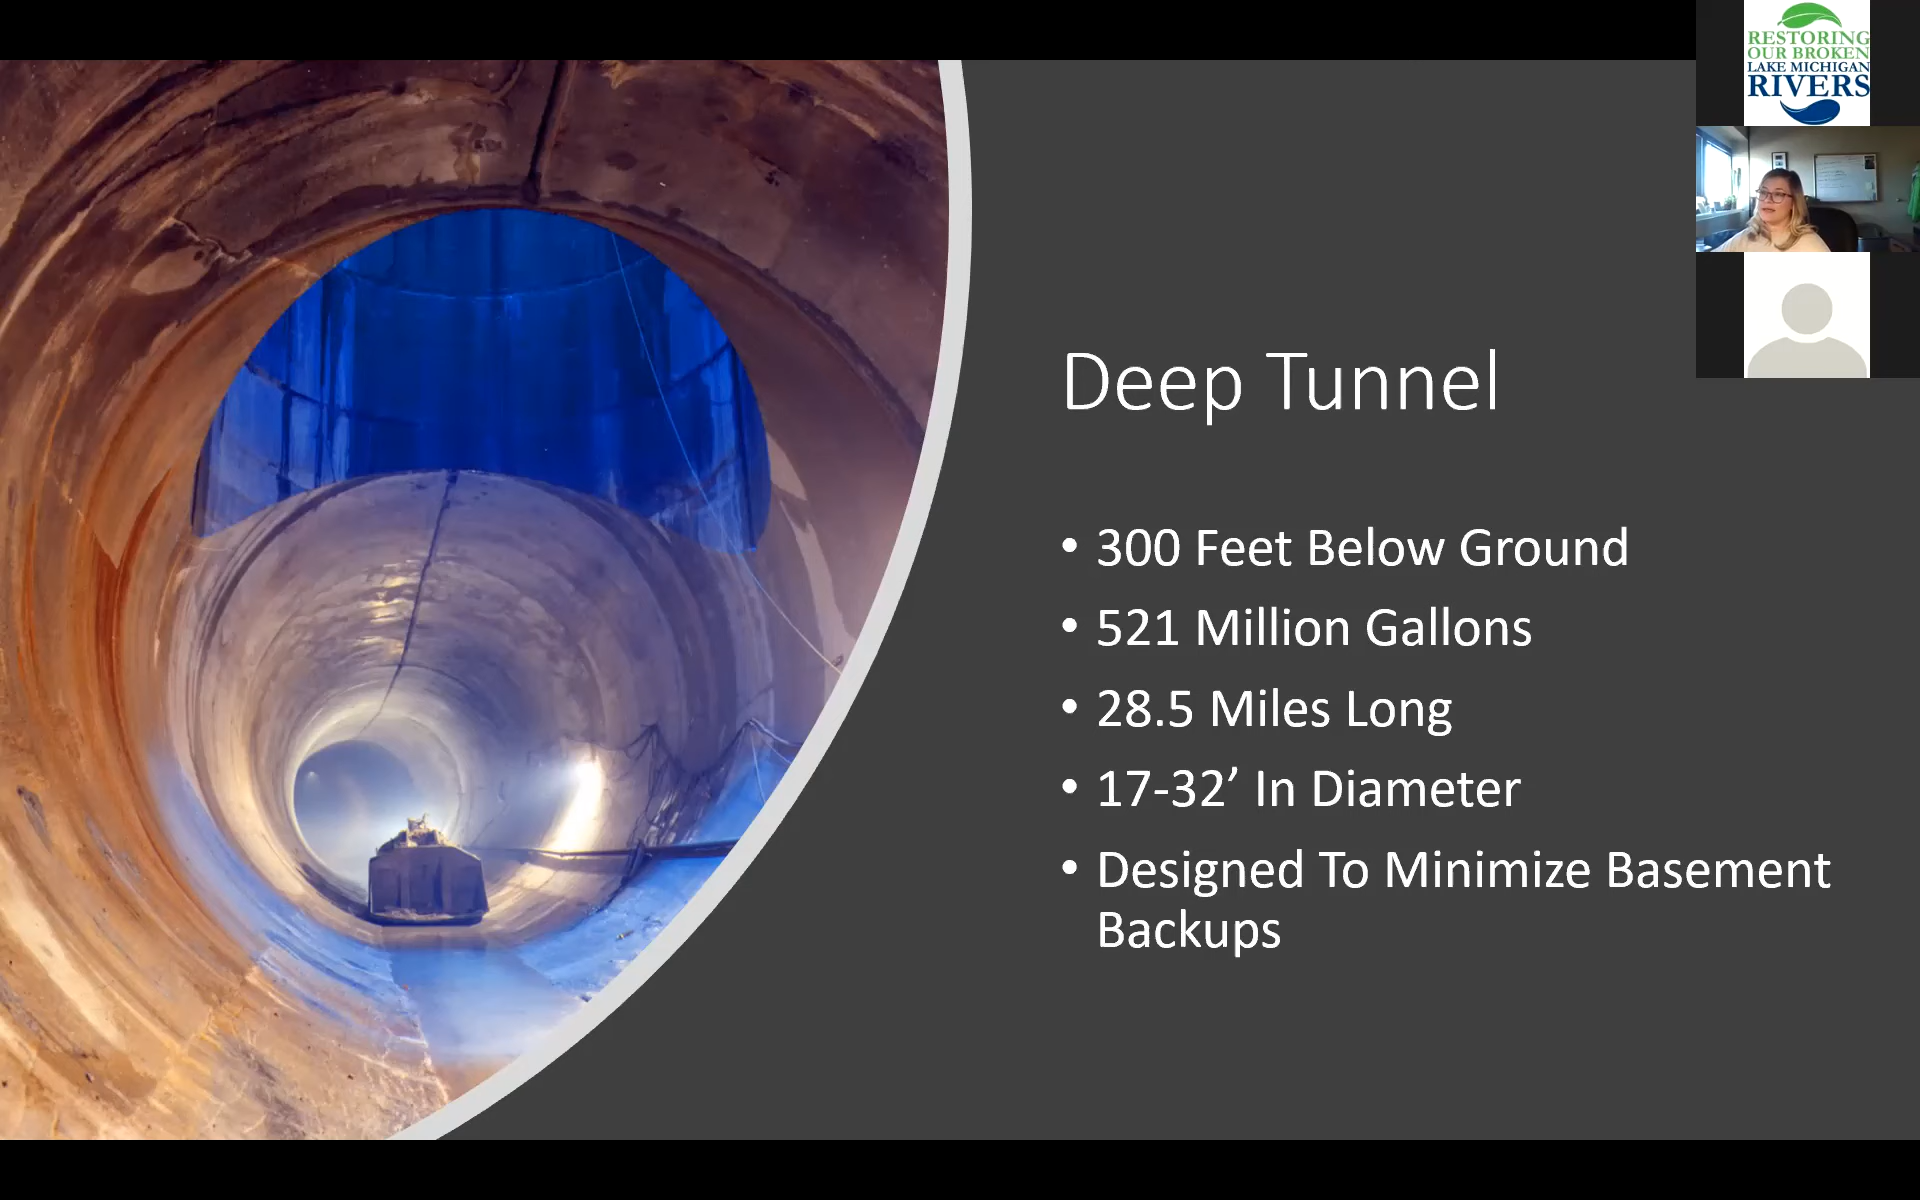 RESTORING
OUR BROKEN
LAKE MICHIGAN
RIVERS
Deep Tunnel
• 300 Feet Below Ground
• 521 Million Gallons
• 28.5 Miles Long
• 17-32’ In Diameter
• Designed To Minimize Basement
Backups